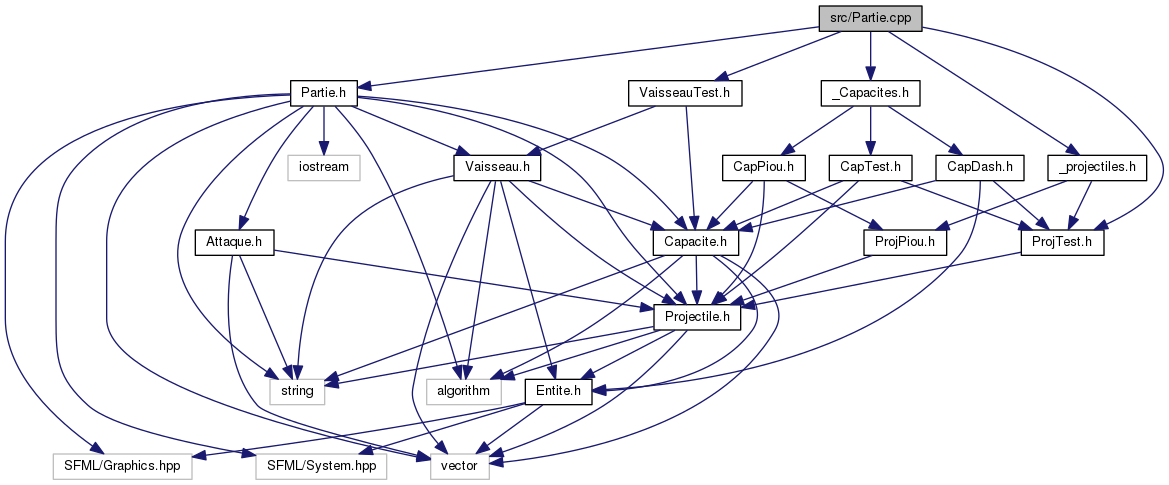 src/Partie.cpp
Partie.h
VaisseauTest.h
_Capacites.h
iostream
Vaisseau.h
CapPiou.h
CapTest.h
CapDash.h
_projectiles.h
Attaque.h
Capacite.h
ProjPiou.h
ProjTest.h
Projectile.h
string
algorithm
Entite.h
SFML/Graphics.hpp
SFML/System.hpp
vector